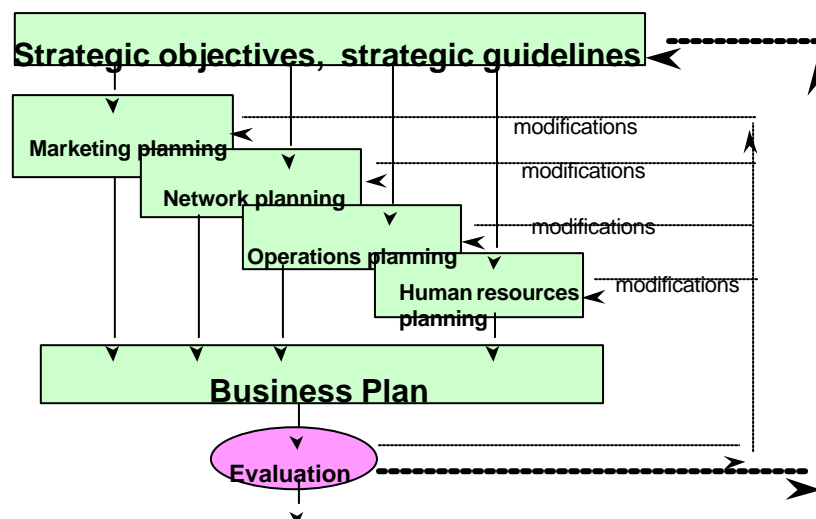 Strategic objectives, strategic guidelines
modifications
Marketing planning
modifications
Network planning
modifications
Operations planning
modifications
Human resources
planning
Business Plan
Evaluation